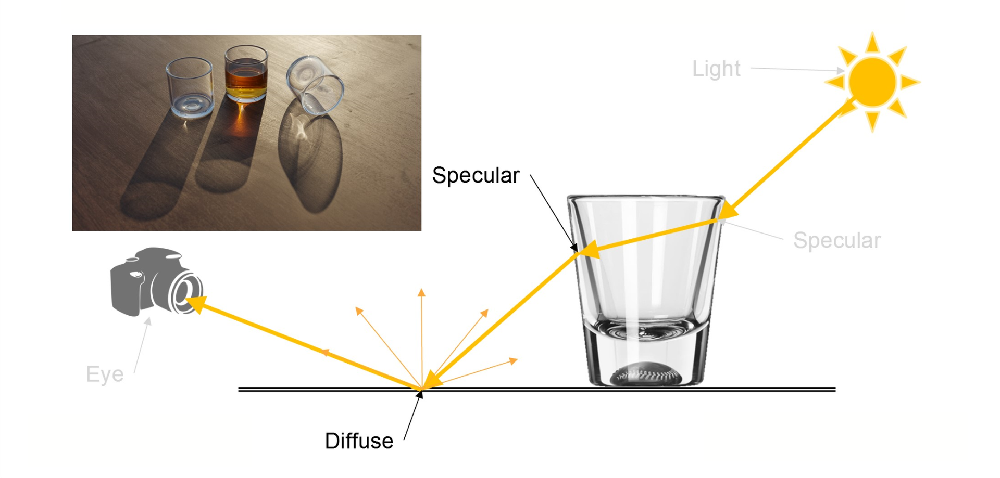 Light
Specular
Specular
Eye
Diffuse